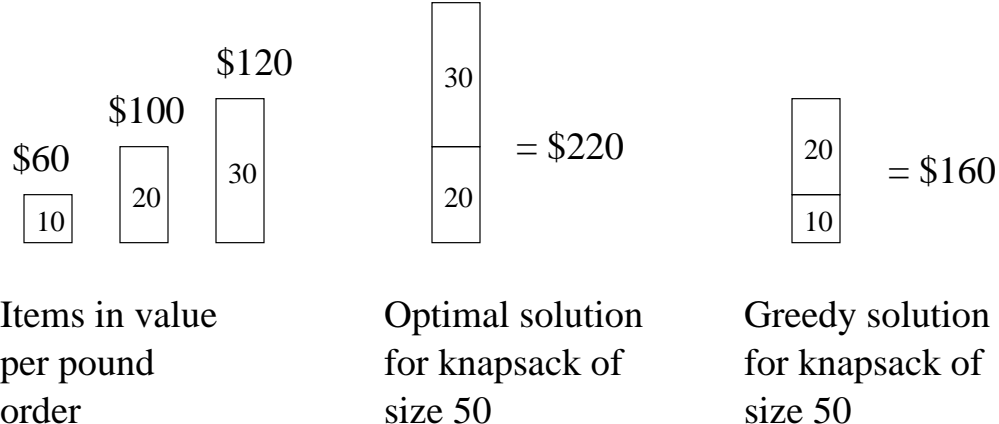 $60
10
$100
20
$120
30
30
20
= $220
20
10
= $160
Items in value
per pound
order
Optimal solution
for knapsack of
size 50
Greedy solution
for knapsack of
size 50